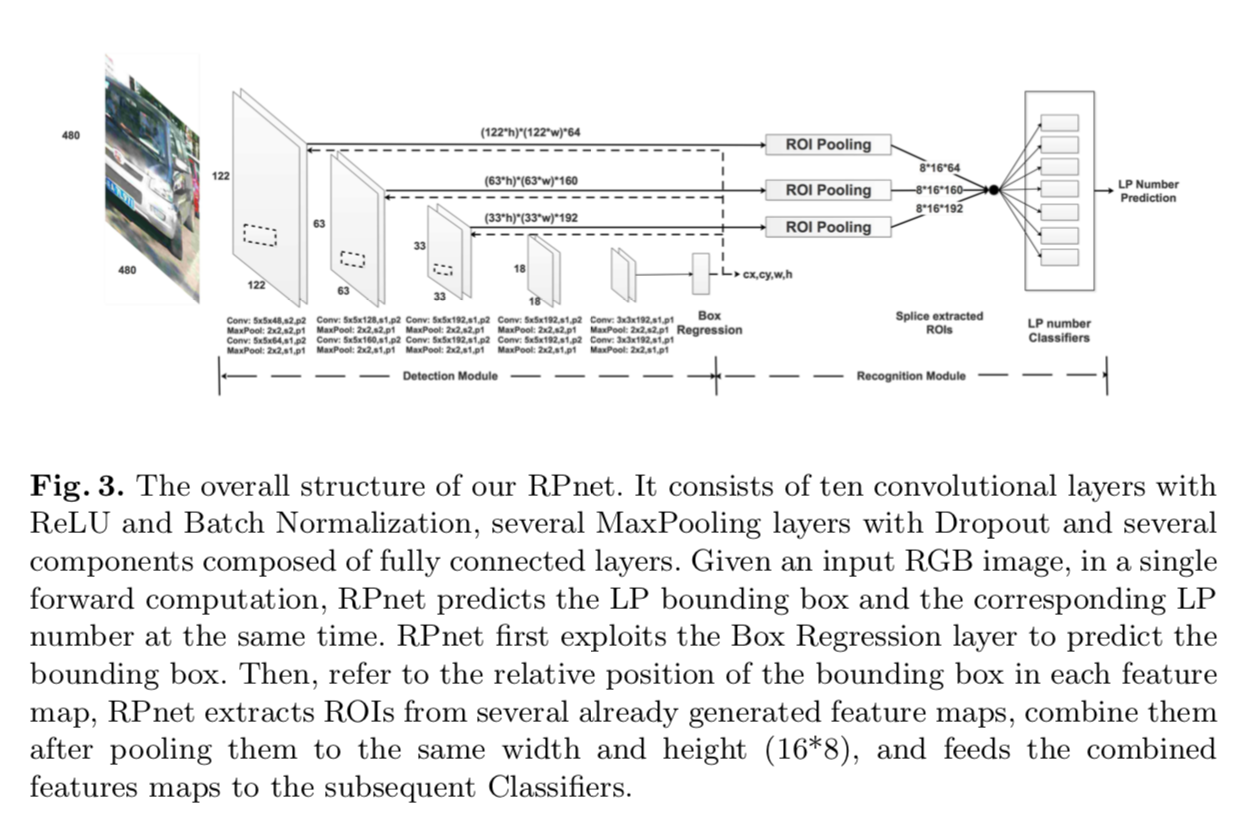 480
480
122
122
63
63
33
33
18
18
(122*h)*(122*w)*64
(63*h)*(63*w)*160
(33*h)*(33*w)*192
ROI Pooling
ROI Pooling
ROI Pooling
8*16*64
8*16*160
8*16*192
LP Number
Prediction
cx,cy,w,h
Conv: 5x5x48,s2,p2
MaxPool: 2x2,s2,p1
Conv: 5x5x64,s1,p2
MaxPool: 2x2,s1,p1
Conv: 5x5x128,s1,p2
MaxPool: 2x2,s2,p1
Conv: 5x5x160,s1,p2
MaxPool: 2x2,s1,p1
Conv: 5x5x192,s1,p2
MaxPool: 2x2,s2,p1
Conv: 5x5x192,s1,p2
MaxPool: 2x2,s1,p1
Conv: 5x5x192,s1,p2
MaxPool: 2x2,s2,p1
Conv: 5x5x192,s1,p2
MaxPool: 2x2,s1,p1
Conv: 3x3x192,s1,p1
MaxPool: 2x2,s2,p1
Conv: 3x3x192,s1,p1
MaxPool: 2x2,s1,p1
Box
Regression
Splice extracted
ROIs
LP number
Classifiers
Detection Module
Recognition Module
Fig. 3. The overall structure of our RPnet. It consists of ten convolutional layers with
ReLU and Batch Normalization, several MaxPooling layers with Dropout and several
components composed of fully connected layers. Given an input RGB image, in a single
forward computation, RPnet predicts the LP bounding box and the corresponding LP
number at the same time. RPnet first exploits the Box Regression layer to predict the
bounding box. Then, refer to the relative position of the bounding box in each feature
map, RPnet extracts ROIs from several already generated feature maps, combine them
after pooling them to the same width and height (16*8), and feeds the combined
features maps to the subsequent Classifiers.